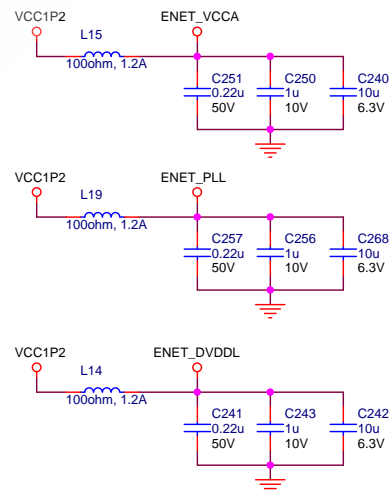 VCC1P2 ENET_VCCA
L15
100ohm, 1.2A
C251 C250 C240
0.22u 1u 10u
50V 10V 6.3V
VCC1P2 ENET_PLL
L19
100ohm, 1.2A
C257 C256 C268
0.22u 1u 10u
50V 10V 6.3V
VCC1P2 ENET_DVDDL
L14
100ohm, 1.2A
C241 C243 C242
0.22u 1u 10u
50V 10V 6.3V